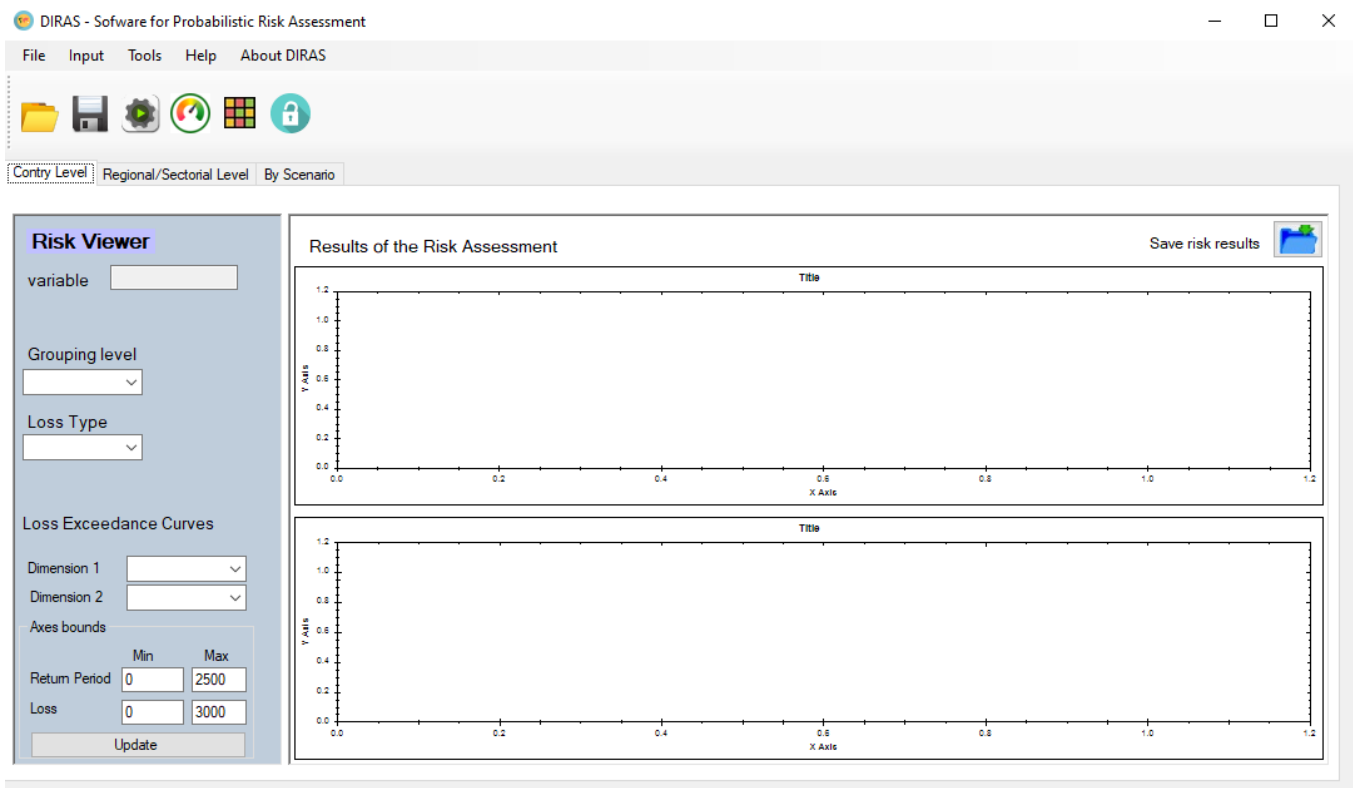 DIRAS - Sofware for Probabilistic Risk Assessment
File Input Tools Help About DIRAS
Contry Level Regional/Sectorial Level By Scenario
Risk Viewer
variable
Grouping level
Loss Type
Loss Exceedance Curves
Dimension 1
Dimension 2
Axes bounds
Min Max
Return Period 0 2500
Loss 0 3000
Update
Results of the Risk Assessment
Save risk results
Title
1.2
1.0
0.8
0.6
0.4
0.2
0.0
Y Axis
0.0 0.2 0.4 0.6 0.8 1.0 1.2
X Axis
Title
1.2
1.0
0.8
0.6
0.4
0.2
0.0
Y Axis
0.0 0.2 0.4 0.6 0.8 1.0 1.2
X Axis